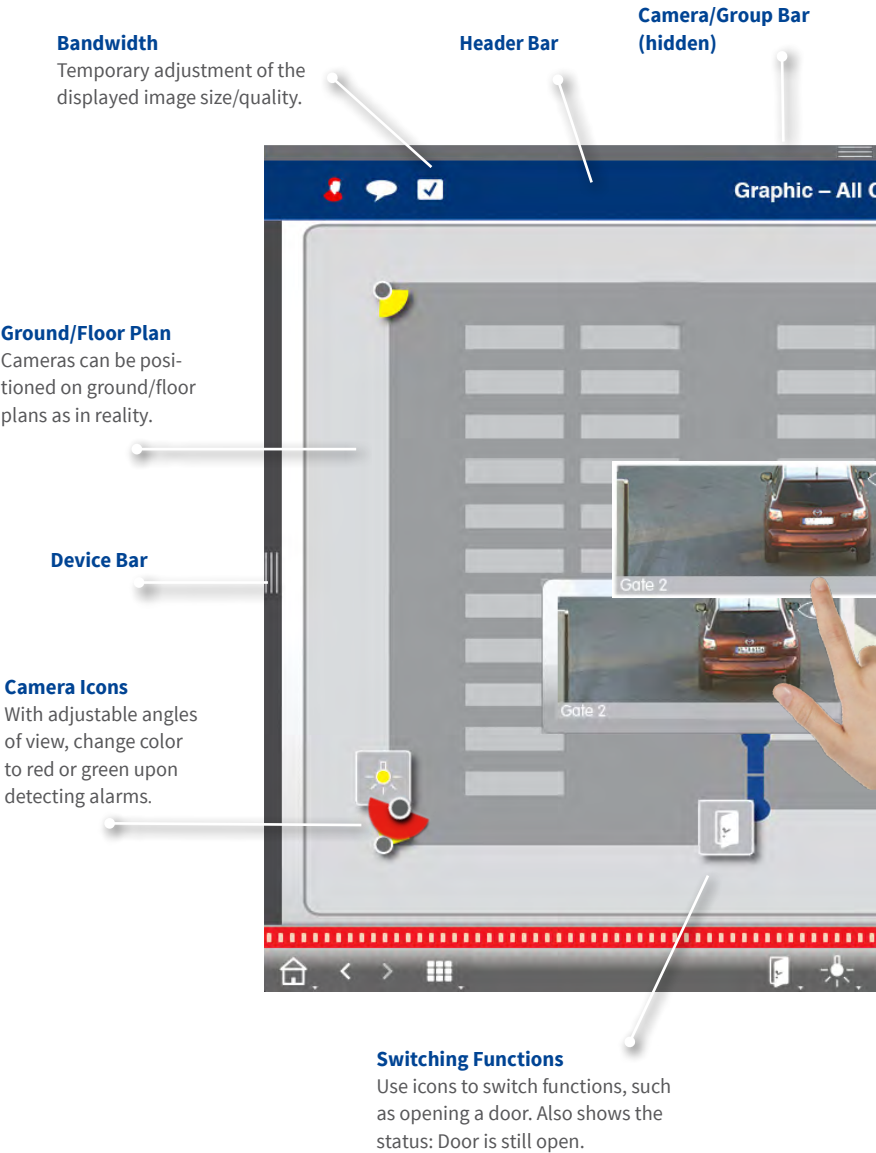 Camera/Group Bar
(hidden)
Bandwidth
Temporary adjustment of the
displayed image size/quality.
Header Bar
Graphic – All
Ground/Floor Plan
Cameras can be posi-
tioned on ground/floor
plans as in reality.
Device Bar
Gate 2
Gate 2
Camera Icons
With adjustable angles
of view, change color
to red or green upon
detecting alarms.
Switching Functions
Use icons to switch functions, such
as opening a door. Also shows the
status: Door is still open.